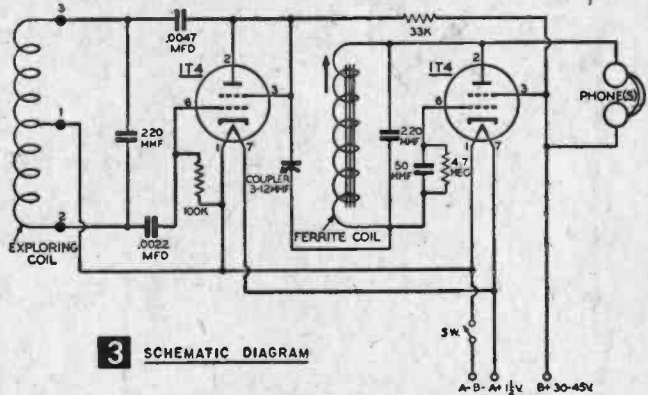 3
.0047
MFD
33K
1T4
2
6
3
1
7
1T4
2
6
3
1
7
PHONE(S)
1
220
MMF
COUPLER
3-12MMF
220
MMF
50
MMF
4.7
MEG
100K
2
EXPLORING
COIL
.0022
MFD
FERRITE COIL
SW.
3 SCHEMATIC DIAGRAM
A-B- A+ 1½V. B+ 30-45V.